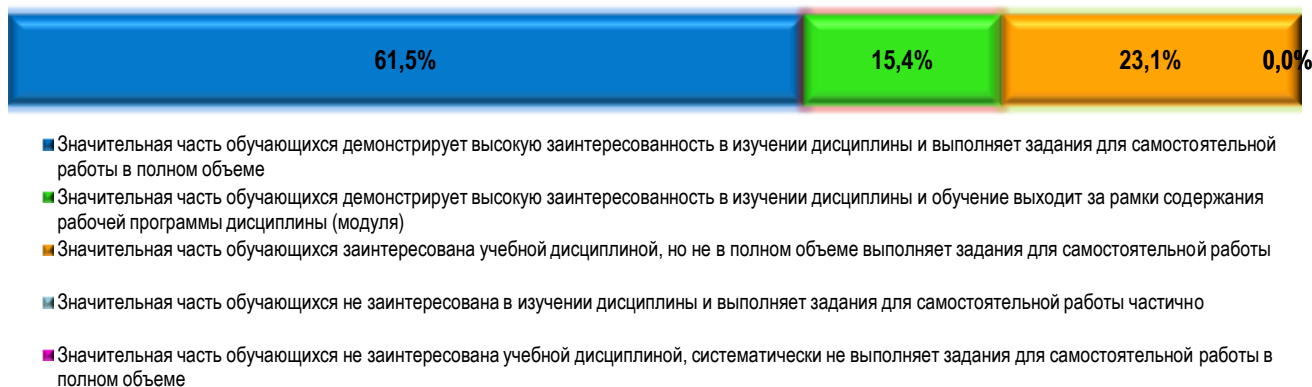 61,5% 15,4% 23,1% 0,0%
Значительная часть обучающихся демонстрирует высокую заинтересованность в изучении дисциплины и выполняет задания для самостоятельной
работы в полном объеме
Значительная часть обучающихся демонстрирует высокую заинтересованность в изучении дисциплины и обучение выходит за рамки содержания
рабочей программы дисциплины (модуля)
Значительная часть обучающихся заинтересована учебной дисциплиной, но не в полном объеме выполняет задания для самостоятельной работы
Значительная часть обучающихся не заинтересована в изучении дисциплины и выполняет задания для самостоятельной работы частично
Значительная часть обучающихся не заинтересована учебной дисциплиной, систематически не выполняет задания для самостоятельной работы в
полном объеме